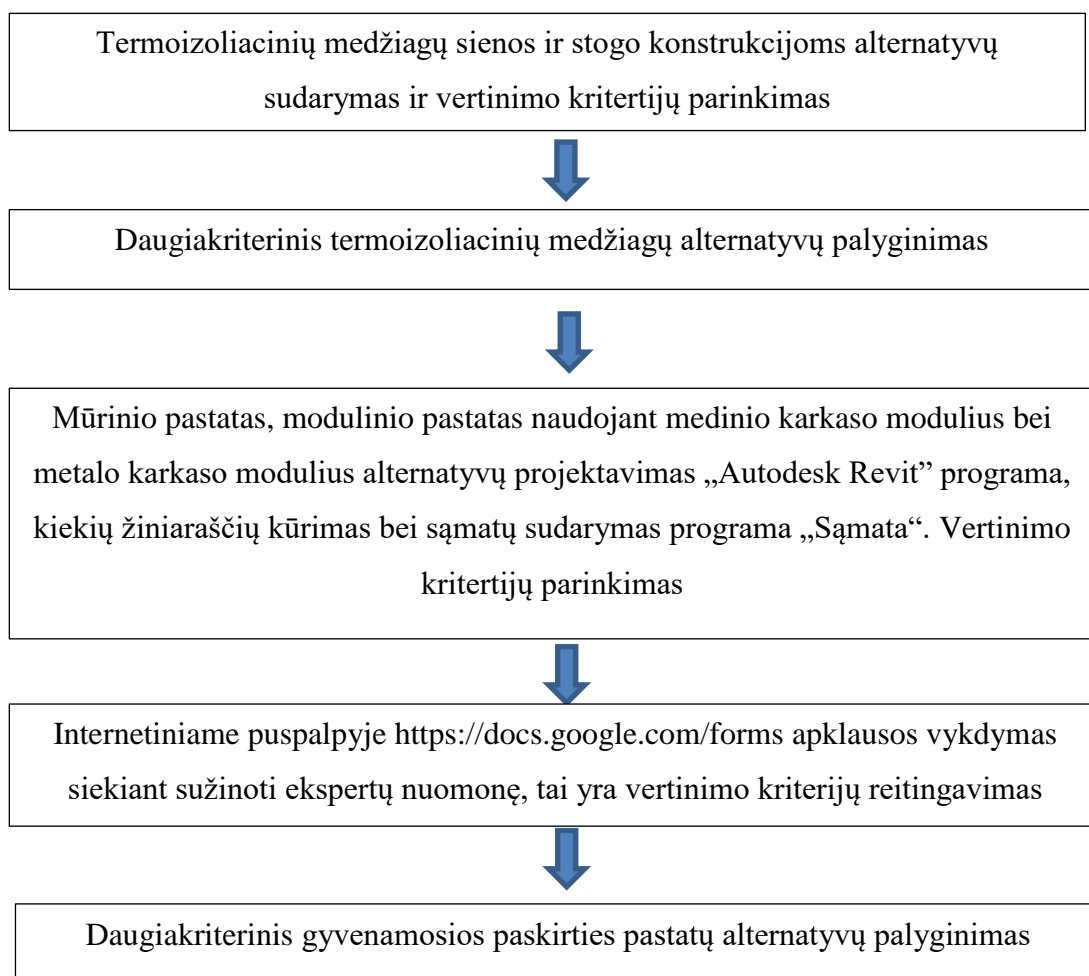 Termoizoliacinių medžiagų sienos ir stogo konstrukcijoms alternatyvų
sudarymas ir vertinimo kritertijų parinkimas
Daugiakriterinis termoizoliacinių medžiagų alternatyvų palyginimas
Mūrinio pastatas, modulinio pastatas naudojant medinio karkaso modulius bei
metalo karkaso modulius alternatyvų projektavimas „Autodesk Revit” programa,
kiekių žiniaraščių kūrimas bei sąmatų sudarymas programa „Sąmata“. Vertinimo
kritertijų parinkimas
Internetiniame puspalpyje https://docs.google.com/forms apklausos vykdymas
siekiant sužinoti ekspertų nuomonę, tai yra vertinimo kriterijų reitingavimas
Daugiakriterinis gyvenamosios paskirties pastatų alternatyvų palyginimas